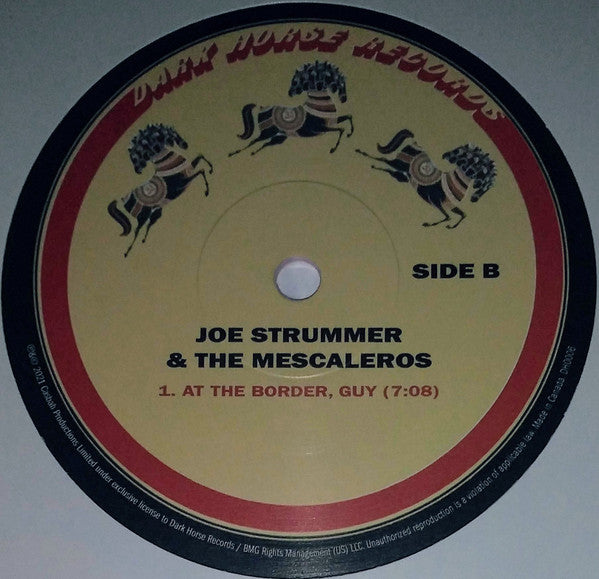 DARK HORSE RECORDS
SIDE B
JOE STRUMMER
& THE MESCALEROS
1. AT THE BORDER, GUY (7:08)
℗&© 2021 Casbah Productions Limited under exclusive license to Dark Horse Records / BMG Rights Management (US) LLC. Unauthorized reproduction is a violation of applicable law. Made in Canada. DH0006